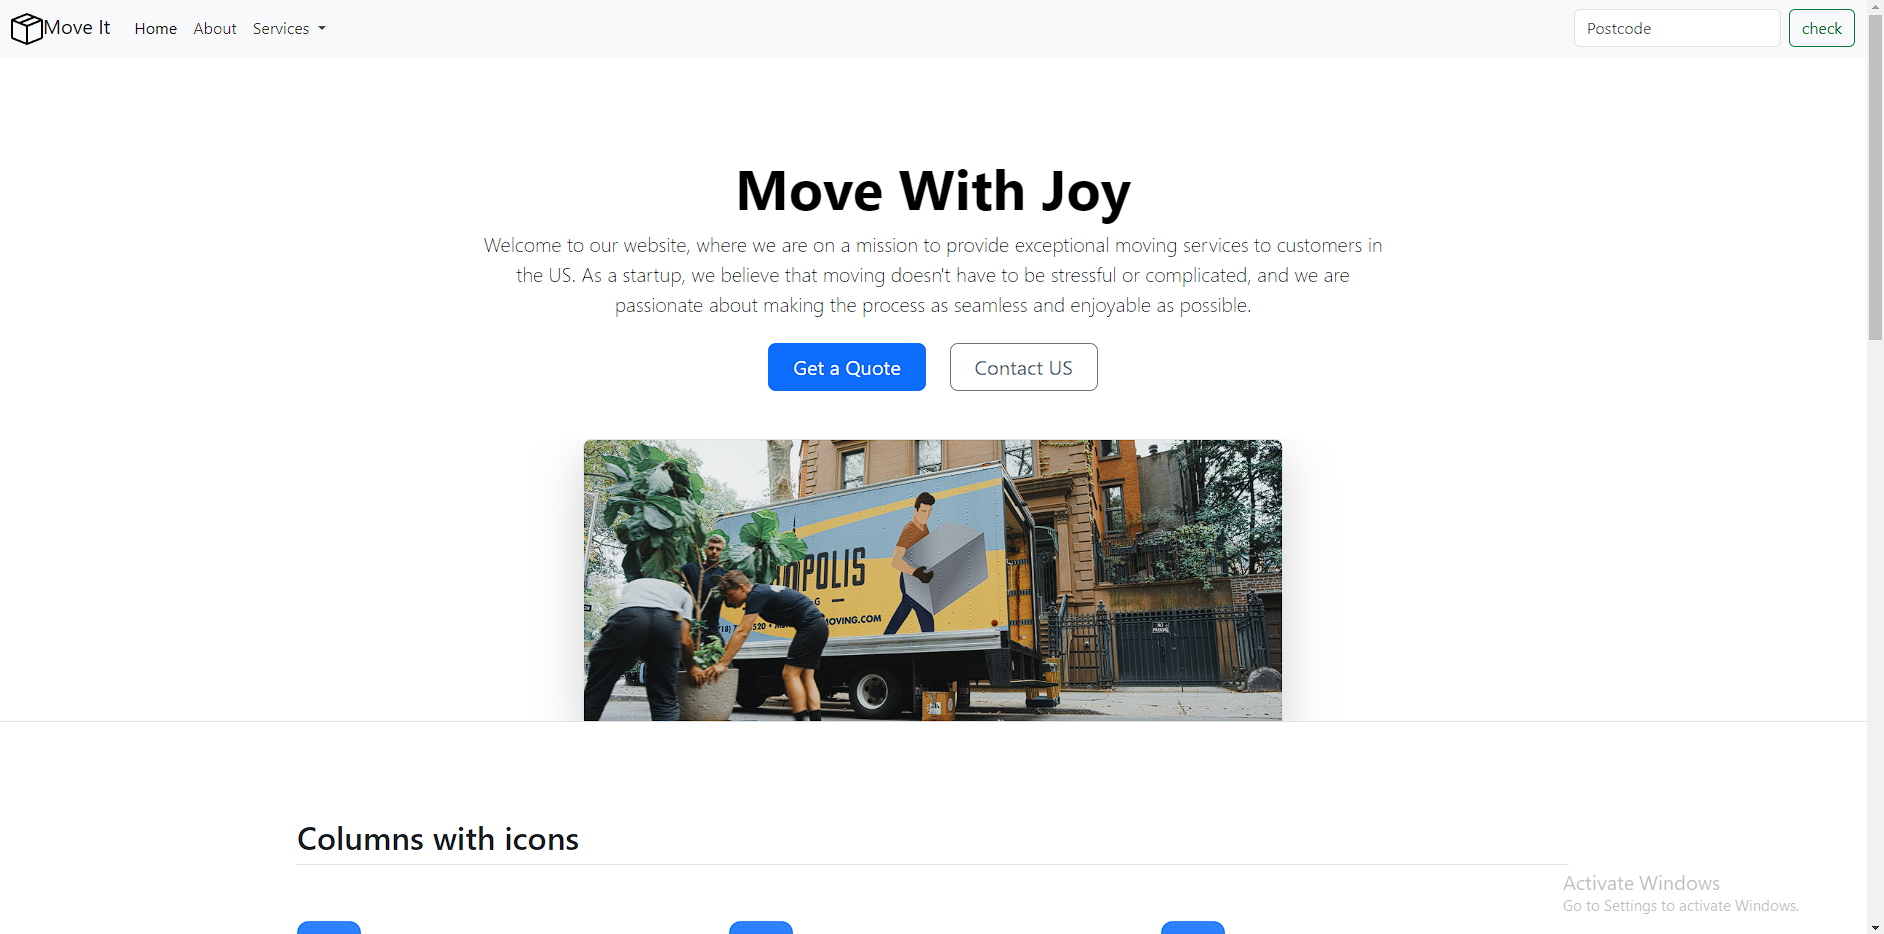 Move It
Home
About
Services
Postcode
check
Move With Joy
Welcome to our website, where we are on a mission to provide exceptional moving services to customers in
the US. As a startup, we believe that moving doesn't have to be stressful or complicated, and we are
passionate about making the process as seamless and enjoyable as possible.
Get a Quote
Contact US
POLIS
G
MOVING.COM
Columns with icons
Activate Windows
Go to Settings to activate Windows.